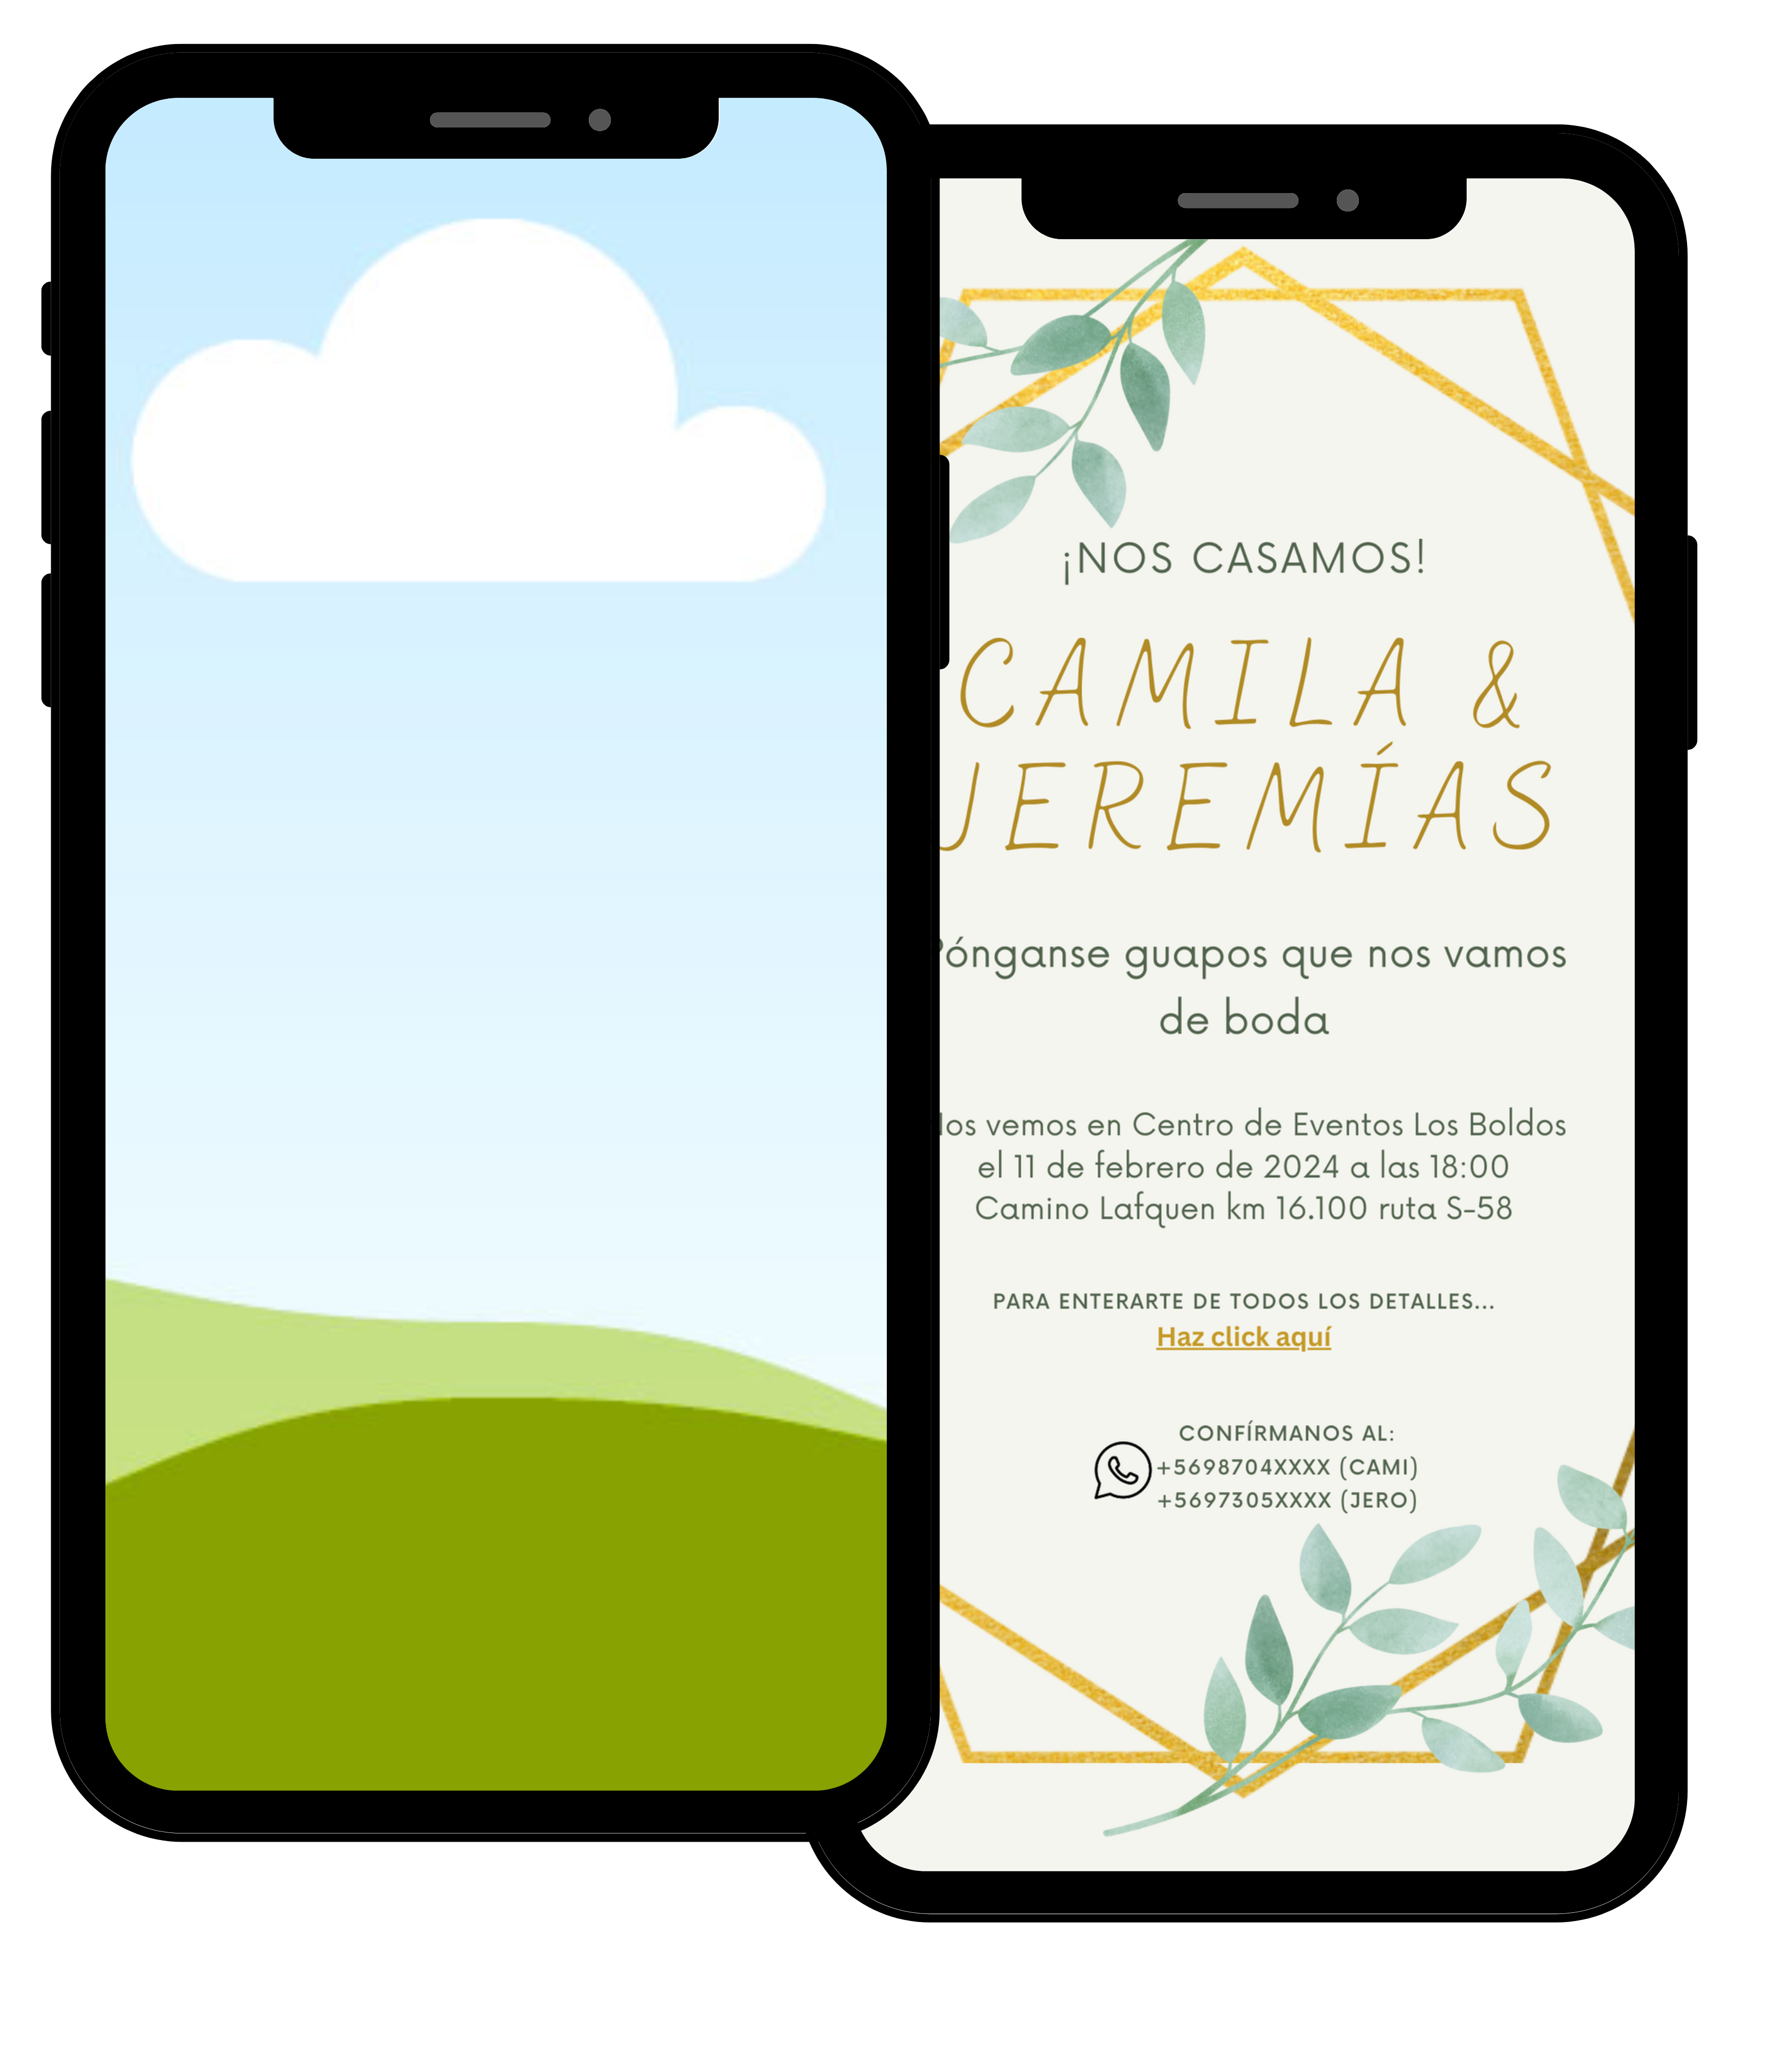 ¡NOS CASAMOS!
CAMILA &
JEREMÍAS
Pónganse guapos que nos vamos
de boda
Nos vemos en Centro de Eventos Los Boldos
el 11 de febrero de 2024 a las 18:00
Camino Lafquen km 16.100 ruta S-58
PARA ENTERARTE DE TODOS LOS DETALLES...
Haz click aquí
CONFÍRMANOS AL:
+5698704XXXX (CAMI)
+5697305XXXX (JERO)